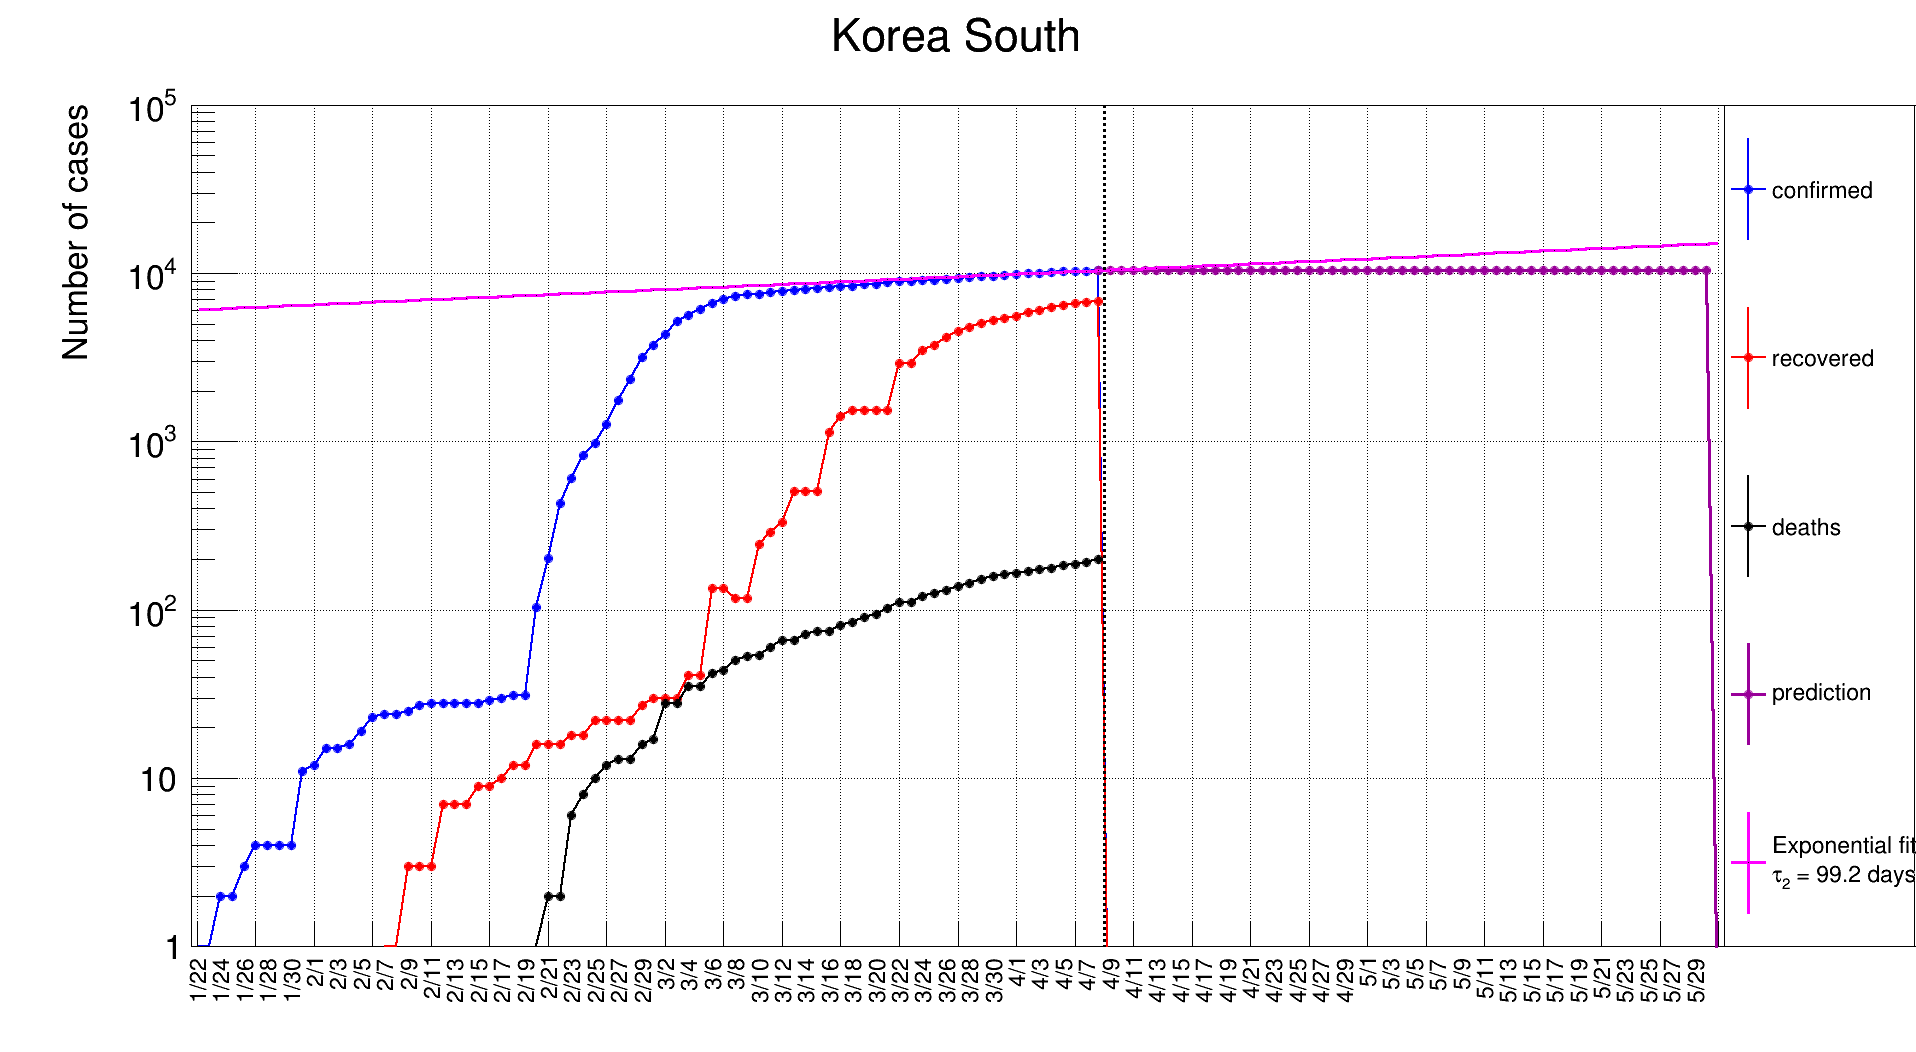 Korea South
Number of cases
10^5
10^4
10^3
10^2
10
1
1/22 1/24 1/26 1/28 1/30 2/1 2/3 2/5 2/7 2/9 2/11 2/13 2/15 2/17 2/19 2/21 2/23 2/25 2/27 2/29 3/2 3/4 3/6 3/8 3/10 3/12 3/14 3/16 3/18 3/20 3/22 3/24 3/26 3/28 3/30 4/1 4/3 4/5 4/7 4/9 4/11 4/13 4/15 4/17 4/19 4/21 4/23 4/25 4/27 4/29 5/1 5/3 5/5 5/7 5/9 5/11 5/13 5/15 5/17 5/19 5/21 5/23 5/25 5/27 5/29
confirmed
recovered
deaths
prediction
Exponential fit
τ2 = 99.2 days